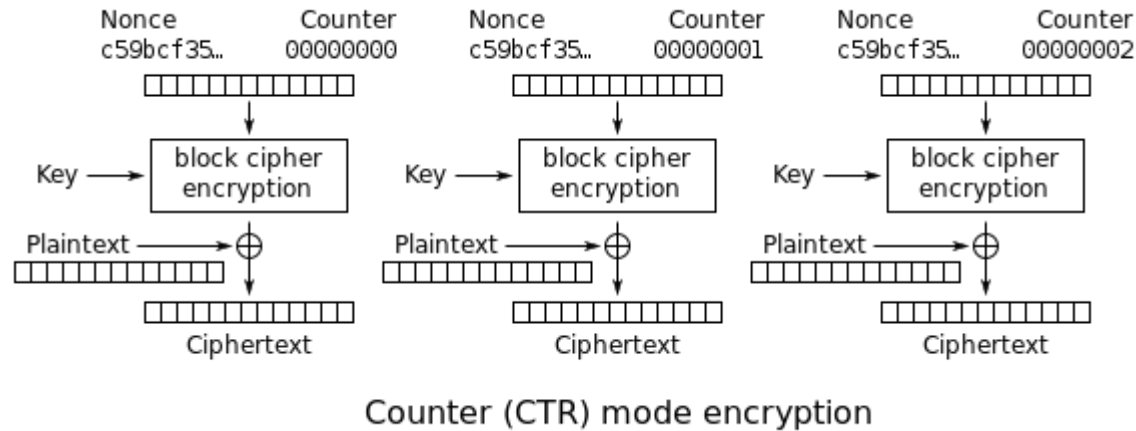 Nonce Counter Nonce Counter Nonce Counter
c59bcf35… 00000000 c59bcf35… 00000001 c59bcf35… 00000002
block cipher block cipher block cipher
Key Key Key
encryption encryption encryption
Plaintext Plaintext Plaintext
Ciphertext Ciphertext Ciphertext
Counter (CTR) mode encryption